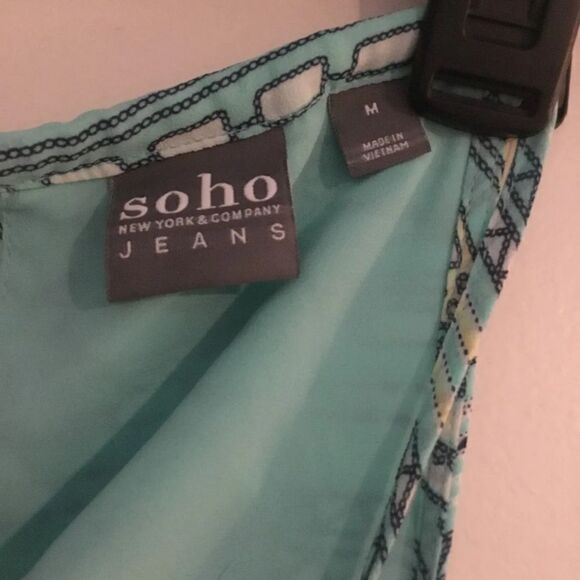 soho
NEW YORK & COMPANY
JEANS
M
MADE IN
VIETNAM